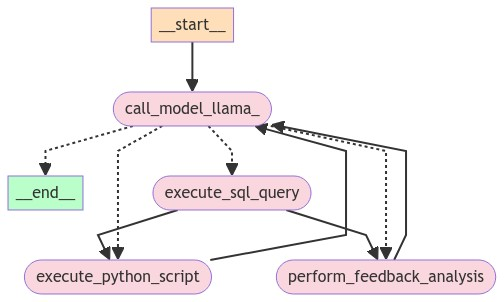 __start__
call_model_llama_
__end__
execute_sql_query
execute_python_script
perform_feedback_analysis